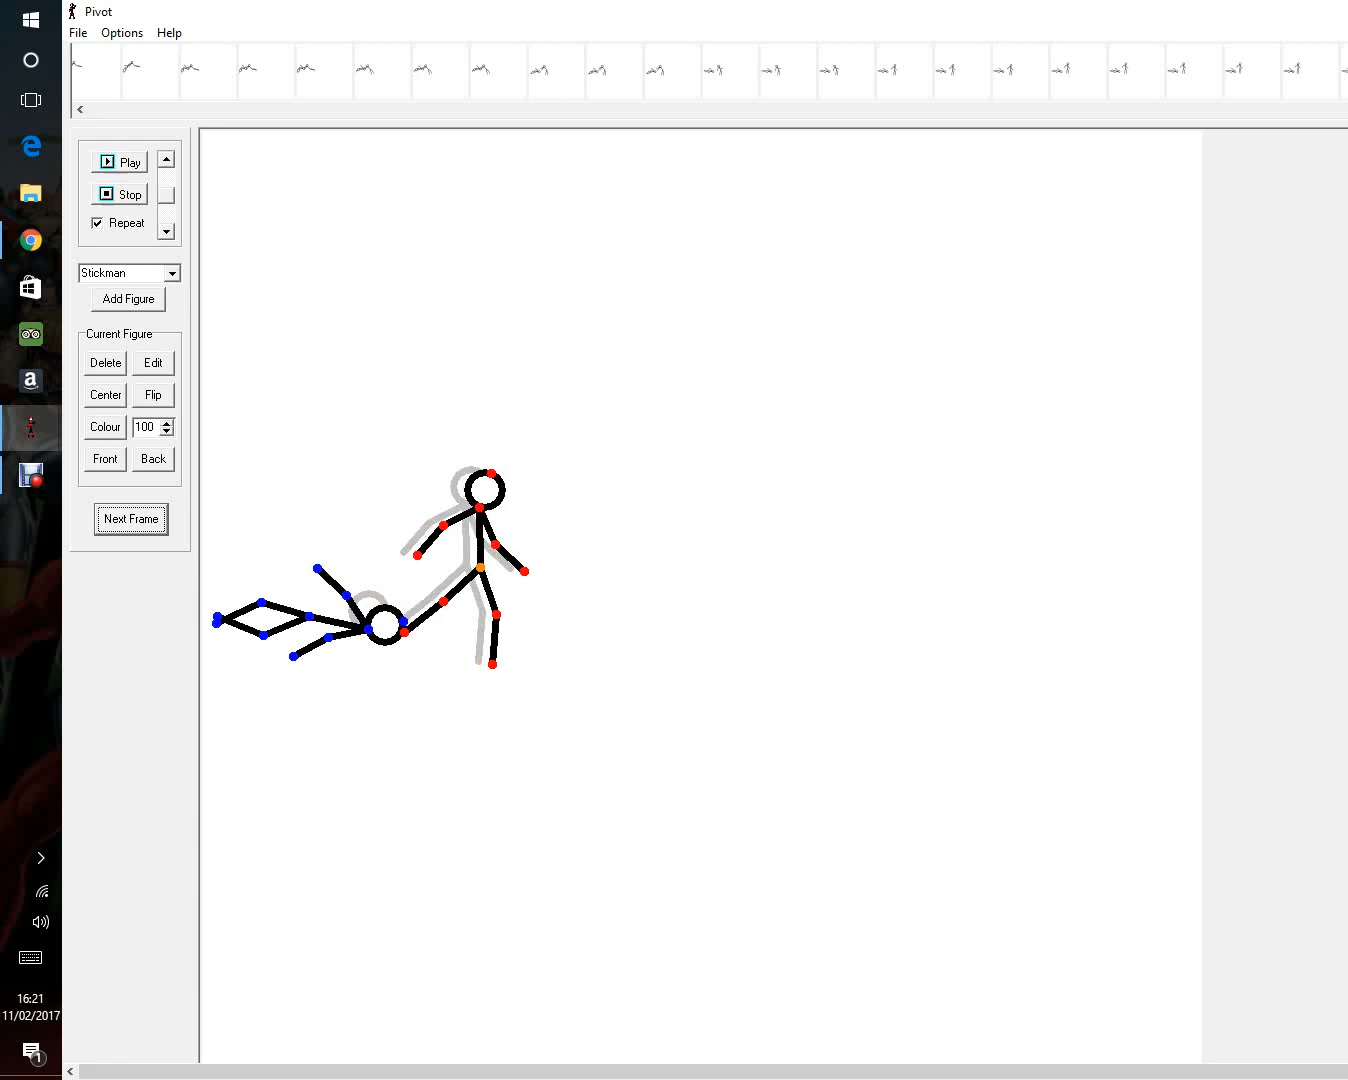 Pivot
File Options Help
Play
Stop
Repeat
Stickman
Add Figure
Current Figure
Delete Edit
Center Flip
Colour 100
Front Back
Next Frame
16:21
11/02/2017
1